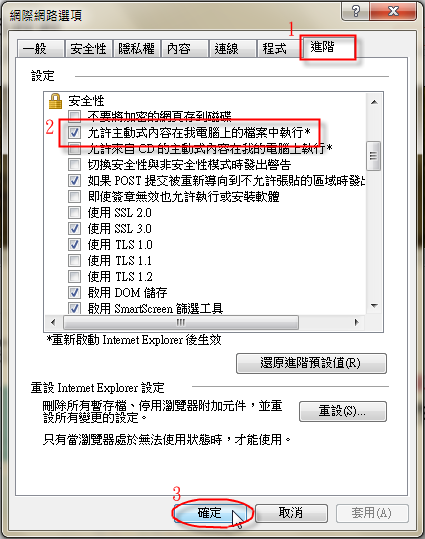 網際網路選項
1
一般 安全性 隱私權 內容 連線 程式 進階
設定
安全性
不要將加密的網頁存到磁碟
2
允許主動式內容在我電腦上的檔案中執行*
允許來自 CD 的主動式內容在我的電腦上執行*
切換安全性與非安全性模式時發出警告
如果 POST 提交被重新導向到不允許張貼的區域時發出
即使簽章無效也允許執行或安裝軟體
使用 SSL 2.0
使用 SSL 3.0
使用 TLS 1.0
使用 TLS 1.1
使用 TLS 1.2
啟用 DOM 儲存
啟用 SmartScreen 篩選工具
*重新啟動 Internet Explorer 後生效
還原進階預設值(R)
重設 Internet Explorer 設定
刪除所有暫存檔、停用瀏覽器附加元件，並重
設所有變更的設定。
重設(S)...
只有當瀏覽器處於無法使用狀態時，才能使用。
3
確定 取消 套用(A)